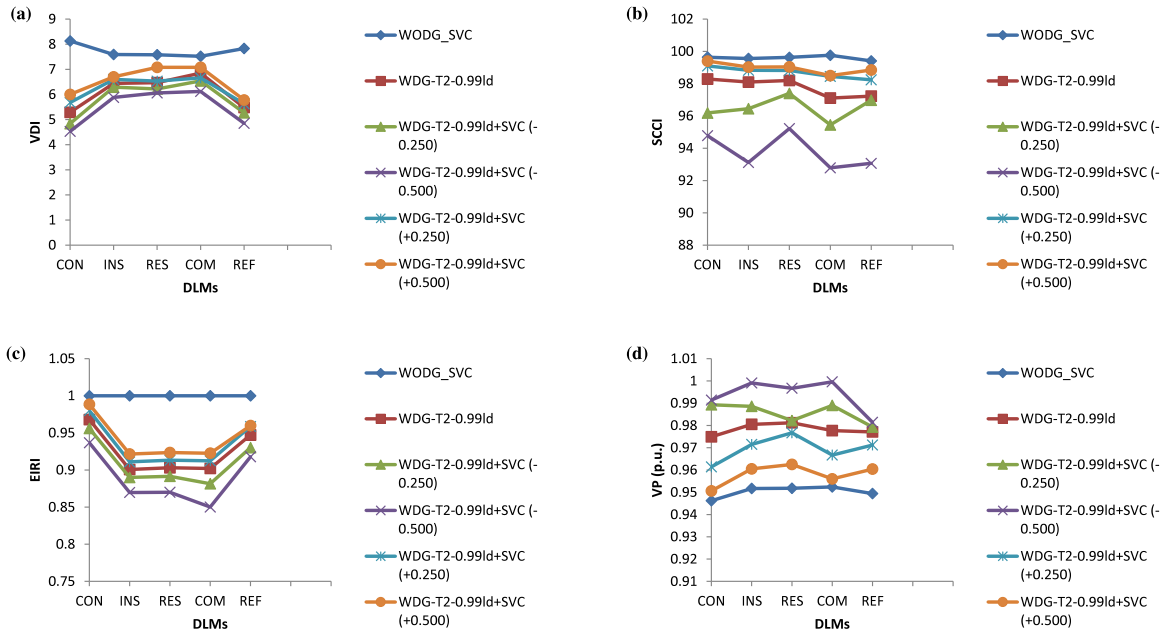 (a)
9
8
7
6
5
4
3
2
1
0
VDI
CON INS RES COM REF
DLMs
WODG_SVC
WDG-T2-0.99ld
WDG-T2-0.99ld+SVC (-
0.250)
WDG-T2-0.99ld+SVC (-
0.500)
WDG-T2-0.99ld+SVC
(+0.250)
WDG-T2-0.99ld+SVC
(+0.500)
(b)
102
100
98
96
94
92
90
88
SCCI
CON INS RES COM REF
DLMs
WODG_SVC
WDG-T2-0.99ld
WDG-T2-0.99ld+SVC (-
0.250)
WDG-T2-0.99ld+SVC (-
0.500)
WDG-T2-0.99ld+SVC
(+0.250)
WDG-T2-0.99ld+SVC
(+0.500)
(c)
1.05
1
0.95
0.9
0.85
0.8
0.75
EIRI
CON INS RES COM REF
DLMs
WODG_SVC
WDG-T2-0.99ld
WDG-T2-0.99ld+SVC (-
0.250)
WDG-T2-0.99ld+SVC (-
0.500)
WDG-T2-0.99ld+SVC
(+0.250)
WDG-T2-0.99ld+SVC
(+0.500)
(d)
1.01
1
0.99
0.98
0.97
0.96
0.95
0.94
0.93
0.92
0.91
VP (p.u.)
CON INS RES COM REF
DLMs
WODG_SVC
WDG-T2-0.99ld
WDG-T2-0.99ld+SVC (-
0.250)
WDG-T2-0.99ld+SVC (-
0.500)
WDG-T2-0.99ld+SVC
(+0.250)
WDG-T2-0.99ld+SVC
(+0.500)